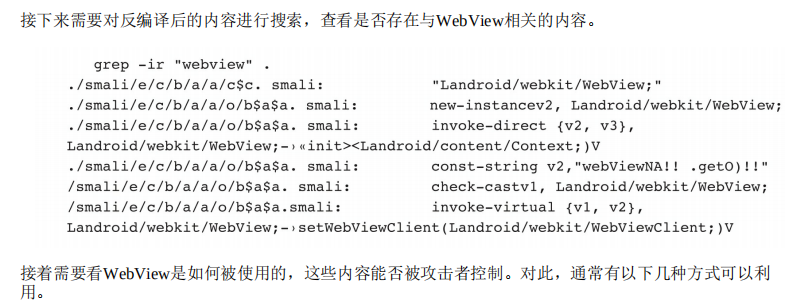 接下来需要对反编译后的内容进行搜索，查看是否存在与WebView相关的内容。
grep -ir "webview" .
./smali/e/c/b/a/a/c$c. smali: "Landroid/webkit/WebView;"
./smali/e/c/b/a/a/o/b$a$a. smali: new-instancev2, Landroid/webkit/WebView;
./smali/e/c/b/a/a/o/b$a$a. smali: invoke-direct {v2, v3},
Landroid/webkit/WebView;-›«init><Landroid/content/Context;)V
./smali/e/c/b/a/a/o/b$a$a. smali: const-string v2,"webViewNA!! .getO)!!"
/smali/e/c/b/a/a/o/b$a$a. smali: check-castv1, Landroid/webkit/WebView;
/smali/e/c/b/a/a/o/b$a$a.smali: invoke-virtual {v1, v2},
Landroid/webkit/WebView;-›setWebViewClient(Landroid/webkit/WebViewClient;)V
接着需要看WebView是如何被使用的，这些内容能否被攻击者控制。对此，通常有以下几种方式可以利
用。